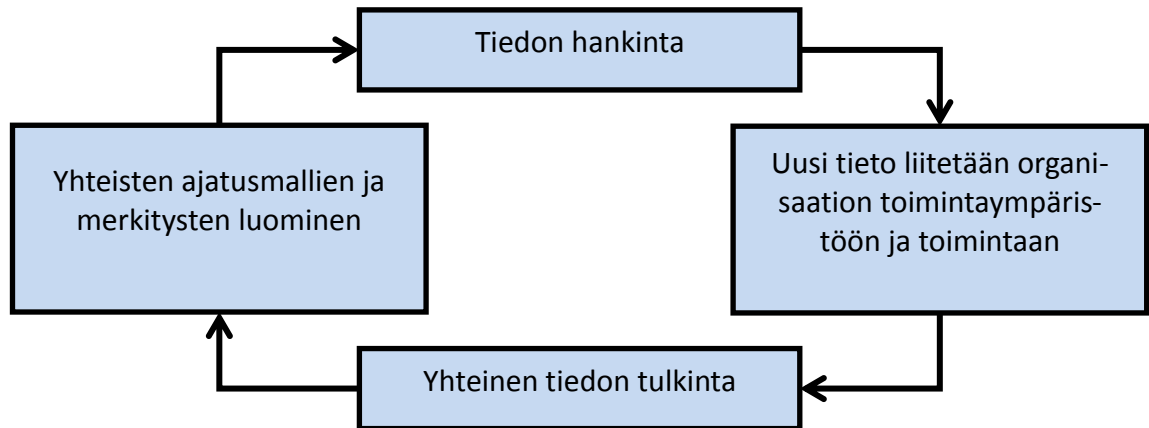 Tiedon hankinta
Uusi tieto liitetään organi-
saation toimintaympäris-
töön ja toimintaan
Yhteinen tiedon tulkinta
Yhteisten ajatusmallien ja
merkitysten luominen